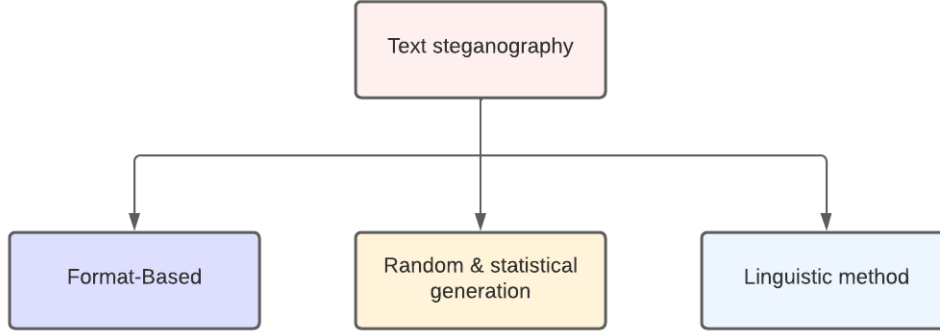 Text steganography
Format-Based
Random & statistical
generation
Linguistic method